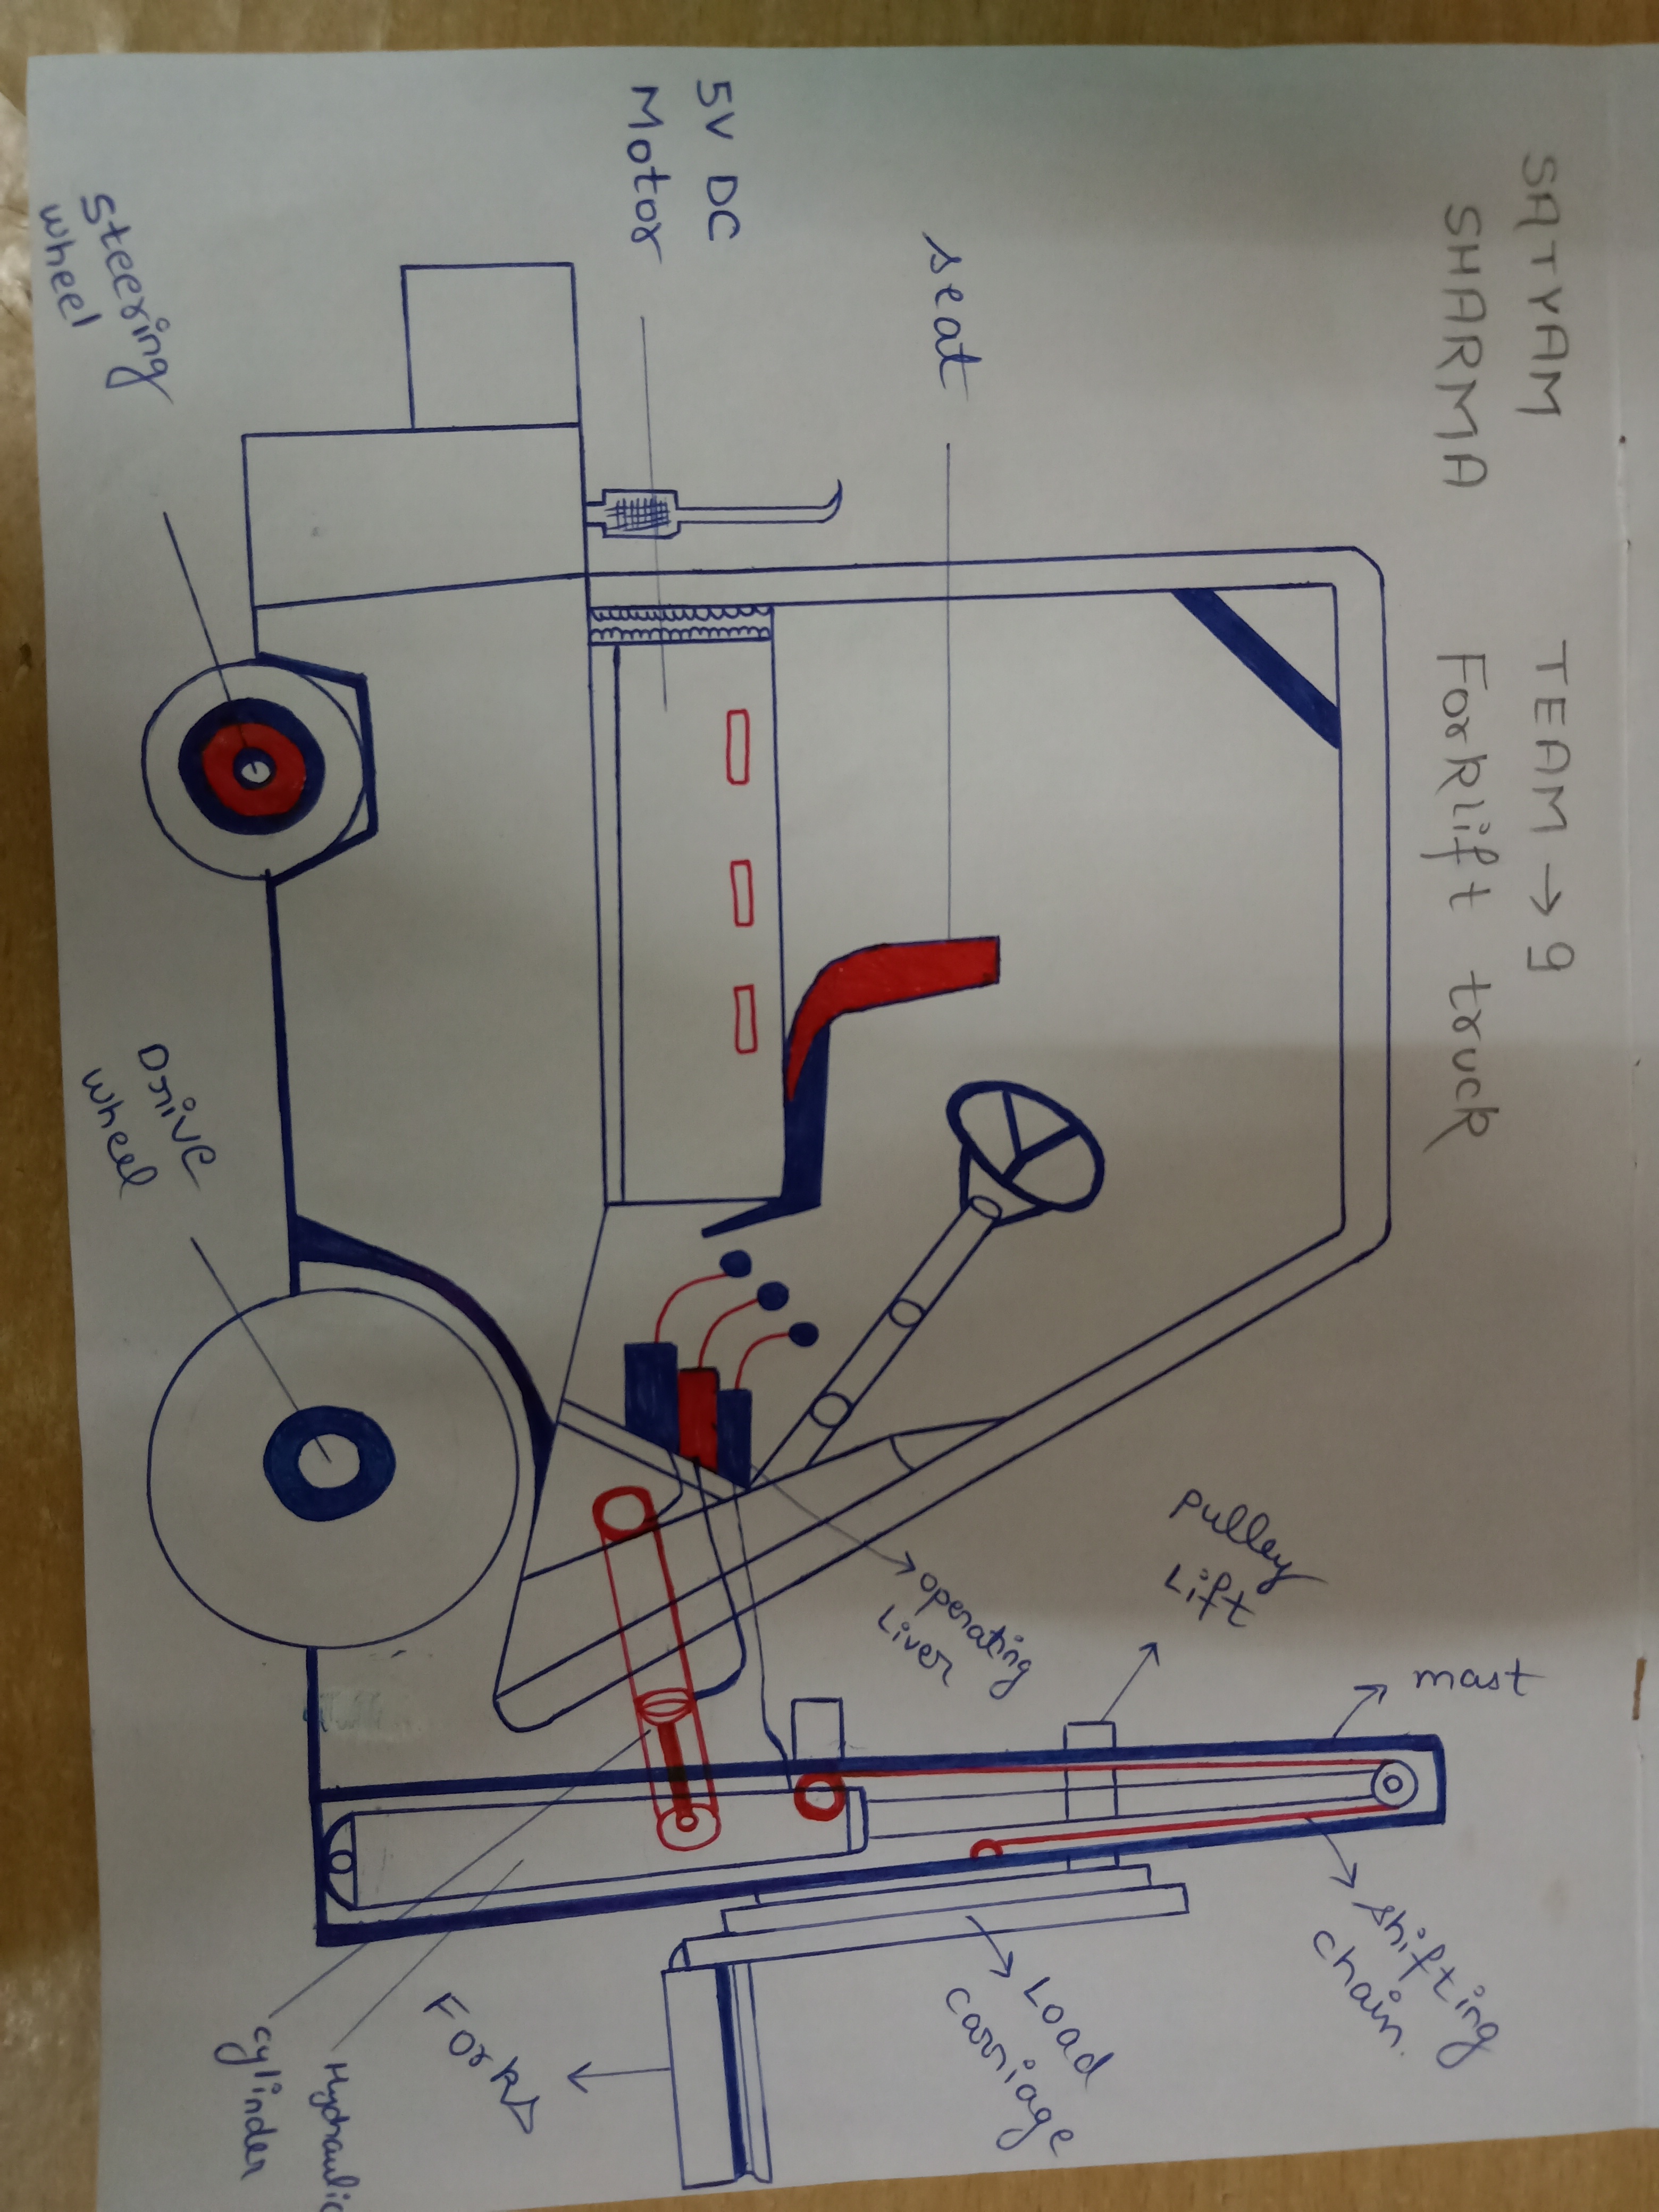 SATYAM
SHARMA
TEAM → 9
Forklift truck
mast
shifting
chain.
Pulley
Lift
Load
carriage
operating
Liver
seat
5V DC
Motor
Forks
Hydraulic
cylinder
Drive
wheel
steering
wheel